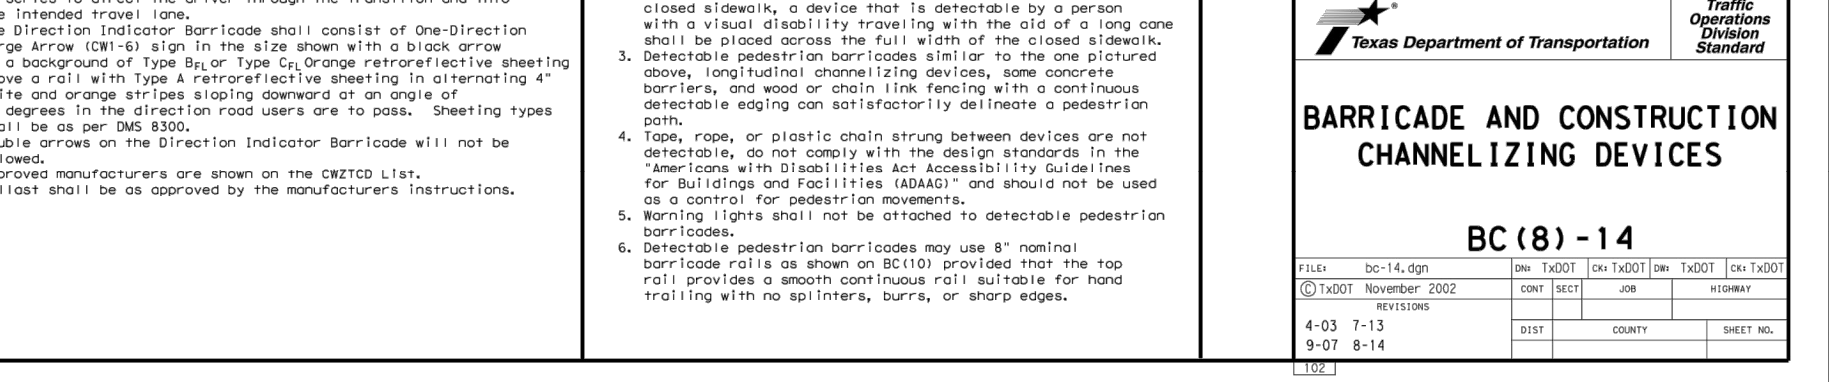 e intended travel lane.
e Direction Indicator Barricade shall consist of One-Direction
rge Arrow (CW1-6) sign in the size shown with a black arrow
a background of Type BFL or Type CFL Orange retroreflective sheeting
ove a rail with Type A retroreflective sheeting in alternating 4"
ite and orange stripes sloping downward at an angle of
degrees in the direction road users are to pass. Sheeting types
all be as per DMS 8300.
uble arrows on the Direction Indicator Barricade will not be
lowed.
proved manufacturers are shown on the CWZTCD List.
llast shall be as approved by the manufacturers instructions.
closed sidewalk, a device that is detectable by a person
with a visual disability traveling with the aid of a long cane
shall be placed across the full width of the closed sidewalk.
3. Detectable pedestrian barricades similar to the one pictured
above, longitudinal channelizing devices, some concrete
barriers, and wood or chain link fencing with a continuous
detectable edging can satisfactorily delineate a pedestrian
path.
4. Tape, rope, or plastic chain strung between devices are not
detectable, do not comply with the design standards in the
"Americans with Disabilities Act Accessibility Guidelines
for Buildings and Facilities (ADAAG)" and should not be used
as a control for pedestrian movements.
5. Warning lights shall not be attached to detectable pedestrian
barricades.
6. Detectable pedestrian barricades may use 8" nominal
barricade rails as shown on BC(10) provided that the top
rail provides a smooth continuous rail suitable for hand
trailing with no splinters, burrs, or sharp edges.
®
Texas Department of Transportation
Traffic
Operations
Division
Standard
BARRICADE AND CONSTRUCTION
CHANNELIZING DEVICES
BC(8)-14
FILE: bc-14.dgn DN: TxDOT CK: TxDOT DW: TxDOT CK: TxDOT
© TxDOT November 2002 CONT SECT JOB HIGHWAY
REVISIONS
4-03 7-13
DIST COUNTY SHEET NO.
9-07 8-14
102